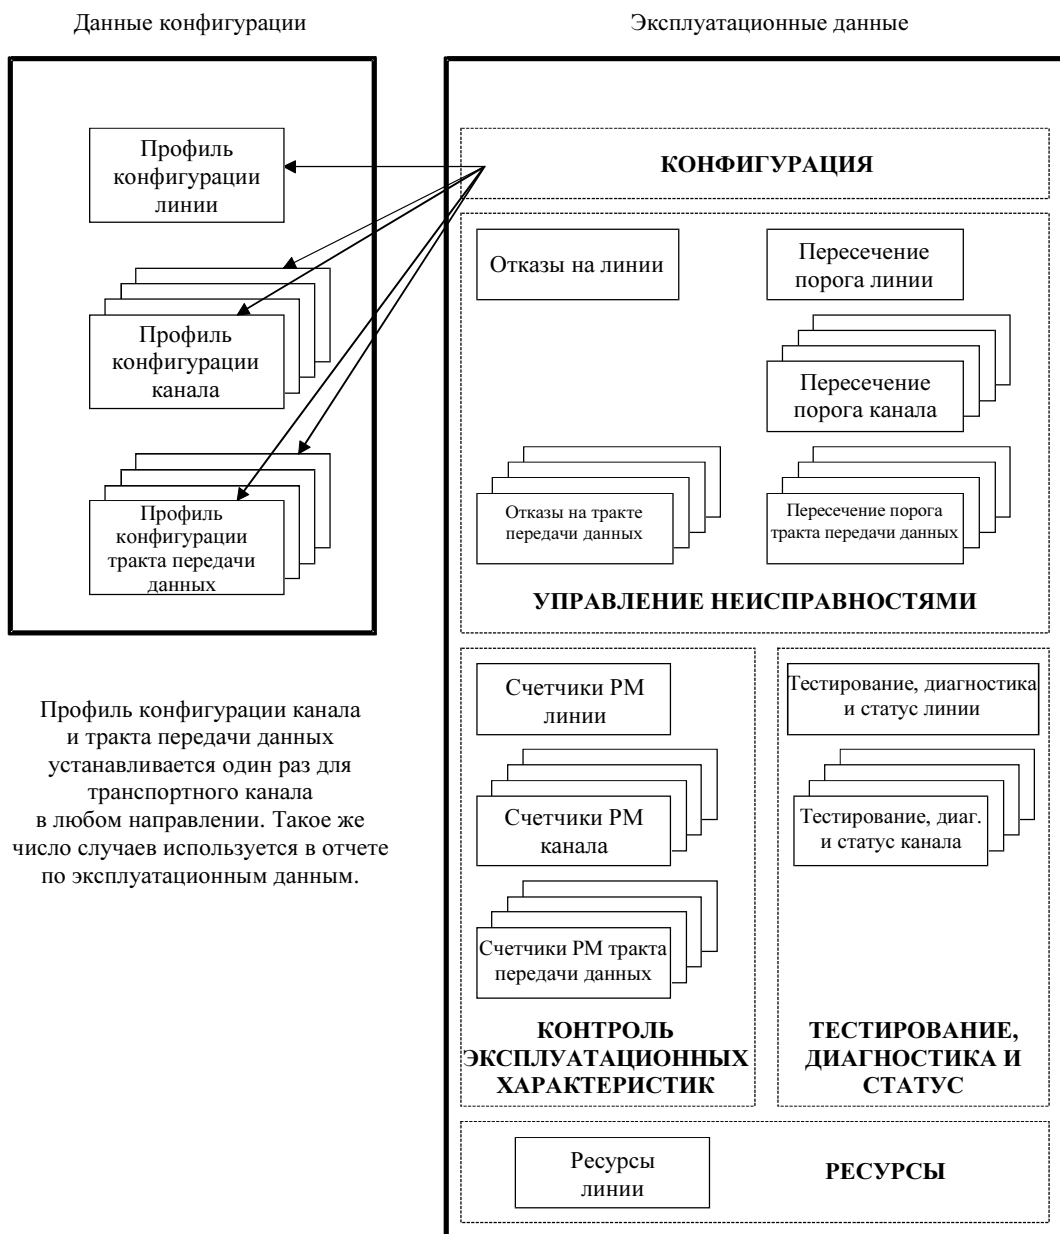 Данные конфигурации
Эксплуатационные данные
Профиль
конфигурации
линии
Профиль
конфигурации
канала
Профиль
конфигурации
тракта передачи
данных
Профиль конфигурации канала
и тракта передачи данных
устанавливается один раз для
транспортного канала
в любом направлении. Такое же
число случаев используется в отчете
по эксплуатационным данным.
КОНФИГУРАЦИЯ
Отказы на линии
Пересечение
порога линии
Пересечение
порога канала
Отказы на тракте
передачи данных
Пересечение порога
тракта передачи данных
УПРАВЛЕНИЕ НЕИСПРАВНОСТЯМИ
Счетчики РМ
линии
Счетчики РМ
канала
Счетчики РМ тракта
передачи данных
КОНТРОЛЬ
ЭКСПЛУАТАЦИОННЫХ
ХАРАКТЕРИСТИК
Тестирование, диагностика
и статус линии
Тестирование, диаг.
и статус канала
ТЕСТИРОВАНИЕ,
ДИАГНОСТИКА И
СТАТУС
Ресурсы
линии
РЕСУРСЫ